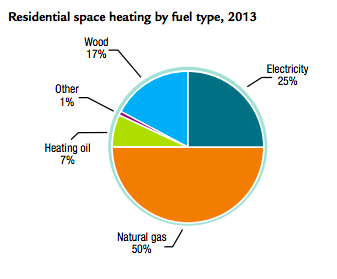 Residential space heating by fuel type, 2013
Wood
17%
Electricity
25%
Other
1%
Heating oil
7%
Natural gas
50%